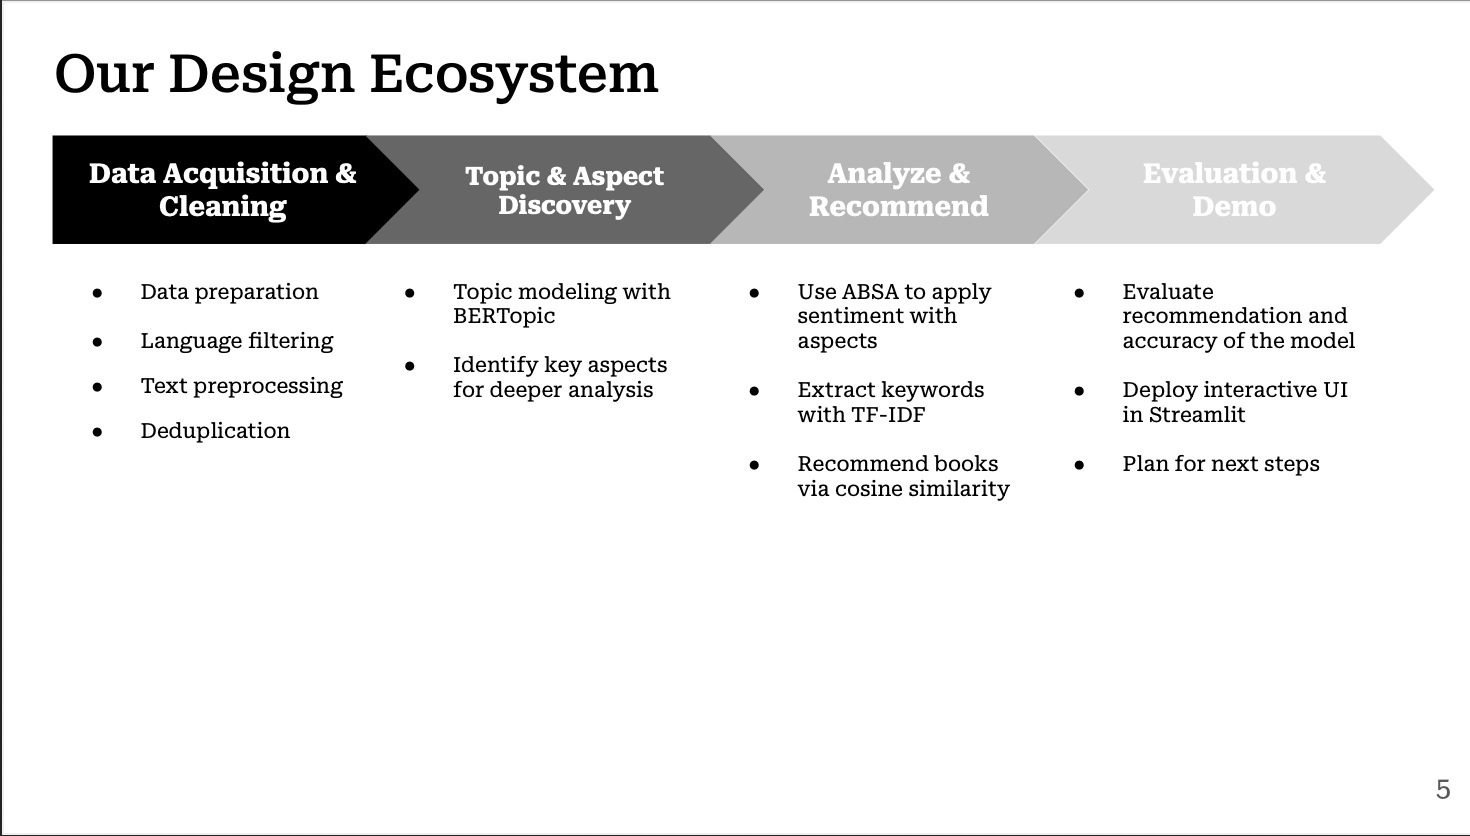 Our Design Ecosystem
Data Acquisition &
Cleaning
Topic & Aspect
Discovery
Analyze &
Recommend
Evaluation &
Demo
● Data preparation
● Language filtering
● Text preprocessing
● Deduplication
● Topic modeling with
BERTopic
● Identify key aspects
for deeper analysis
● Use ABSA to apply
sentiment with
aspects
● Extract keywords
with TF-IDF
● Recommend books
via cosine similarity
● Evaluate
recommendation and
accuracy of the model
● Deploy interactive UI
in Streamlit
● Plan for next steps
5